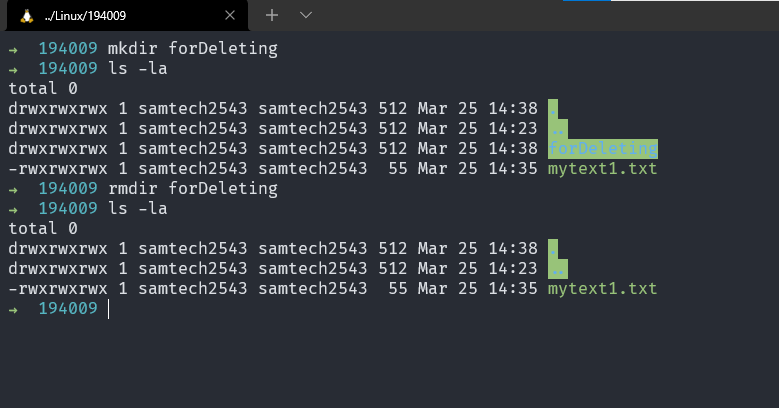 ../Linux/194009
→ 194009 mkdir forDeleting
→ 194009 ls -la
total 0
drwxrwxrwx 1 samtech2543 samtech2543 512 Mar 25 14:38 .
drwxrwxrwx 1 samtech2543 samtech2543 512 Mar 25 14:23 ..
drwxrwxrwx 1 samtech2543 samtech2543 512 Mar 25 14:38 forDeleting
-rwxrwxrwx 1 samtech2543 samtech2543  55 Mar 25 14:35 mytext1.txt
→ 194009 rmdir forDeleting
→ 194009 ls -la
total 0
drwxrwxrwx 1 samtech2543 samtech2543 512 Mar 25 14:38 .
drwxrwxrwx 1 samtech2543 samtech2543 512 Mar 25 14:23 ..
-rwxrwxrwx 1 samtech2543 samtech2543  55 Mar 25 14:35 mytext1.txt
→ 194009